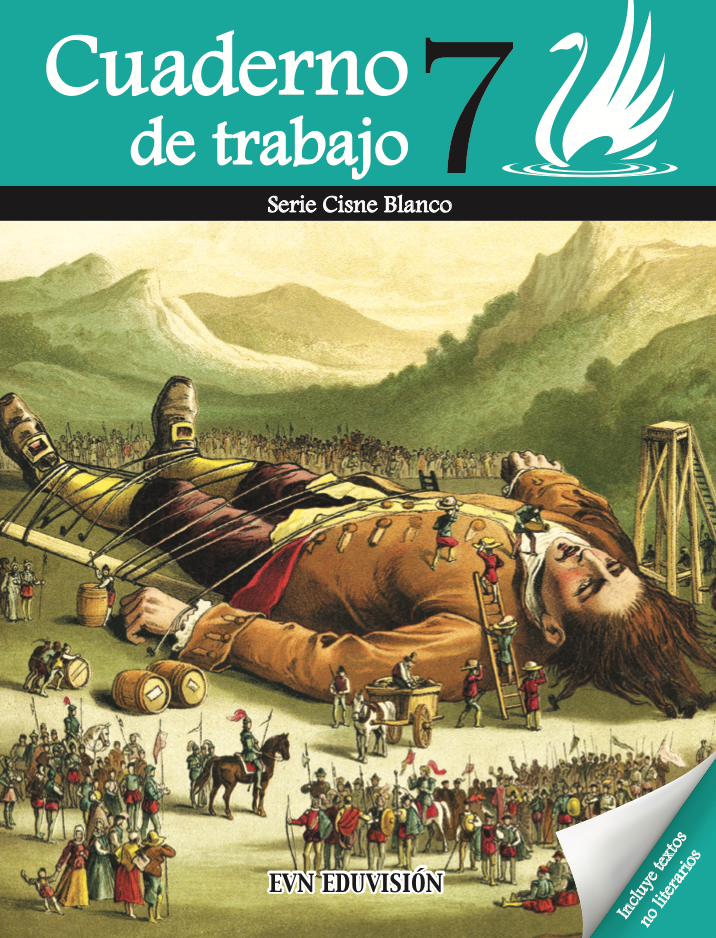 Cuaderno 7
de trabajo
Serie Cisne Blanco
EVN EDUVISIÓN
Incluye textos
no literarios